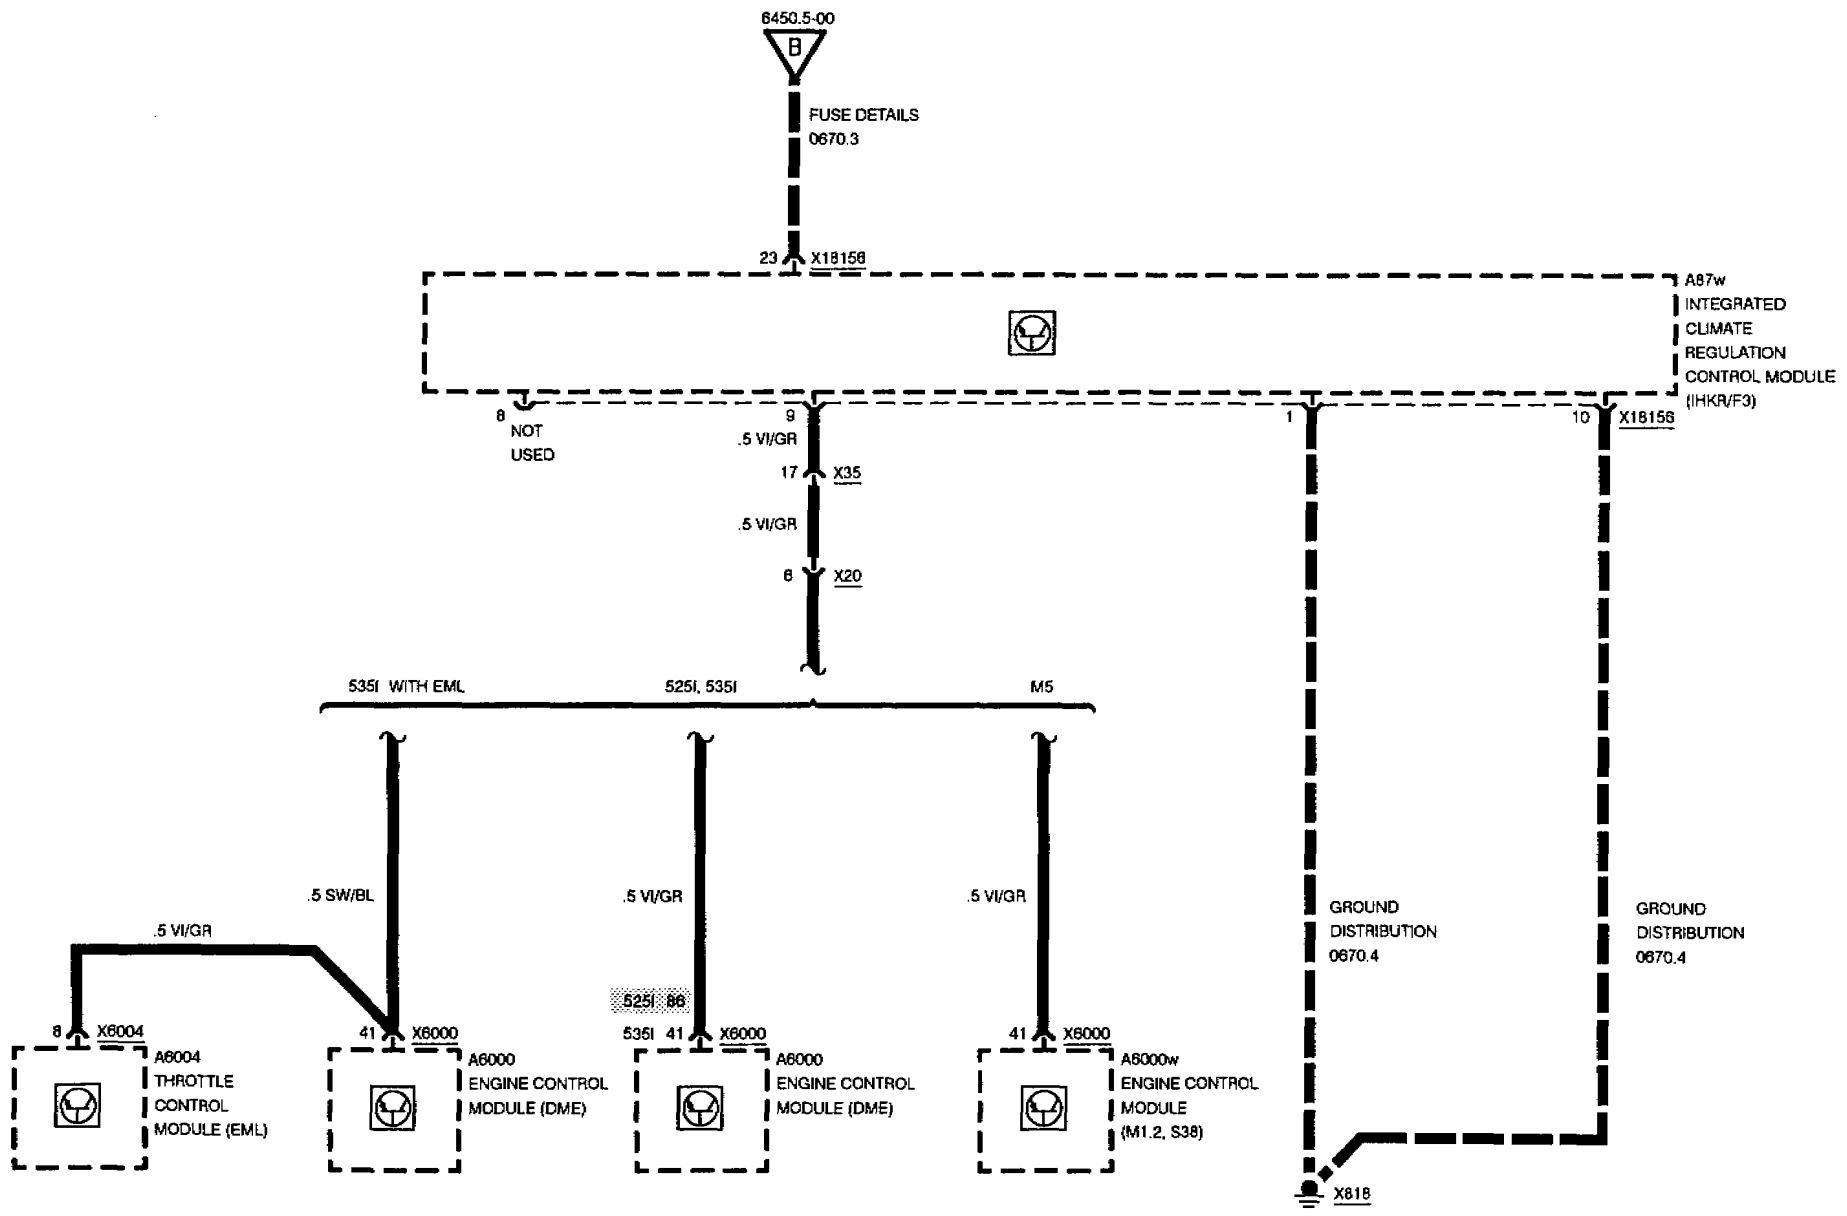 6450.5-00
B
FUSE DETAILS
0670.3
23 X18156
A87w
INTEGRATED
CLIMATE
REGULATION
CONTROL MODULE
(IHKR/F3)
8 9 1 10 X18156
NOT
USED
.5 VI/GR
17 X35
.5 VI/GR
6 X20
535I WITH EML 525I, 535I M5
.5 SW/BL .5 VI/GR .5 VI/GR
.5 VI/GR
GROUND
DISTRIBUTION
0670.4
GROUND
DISTRIBUTION
0670.4
525I 86
8 X6004 41 X6000 535I 41 X6000 41 X6000
A6004
THROTTLE
CONTROL
MODULE (EML)
A6000
ENGINE CONTROL
MODULE (DME)
A6000
ENGINE CONTROL
MODULE (DME)
A6000w
ENGINE CONTROL
MODULE
(M1.2, S38)
X818